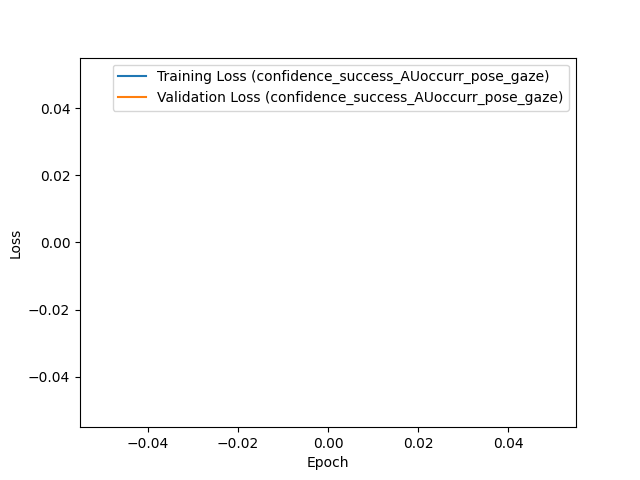 Training Loss (confidence_success_AUoccurr_pose_gaze)
Validation Loss (confidence_success_AUoccurr_pose_gaze)
0.04
0.02
0.00
−0.02
−0.04
Loss
−0.04 −0.02 0.00 0.02 0.04
Epoch